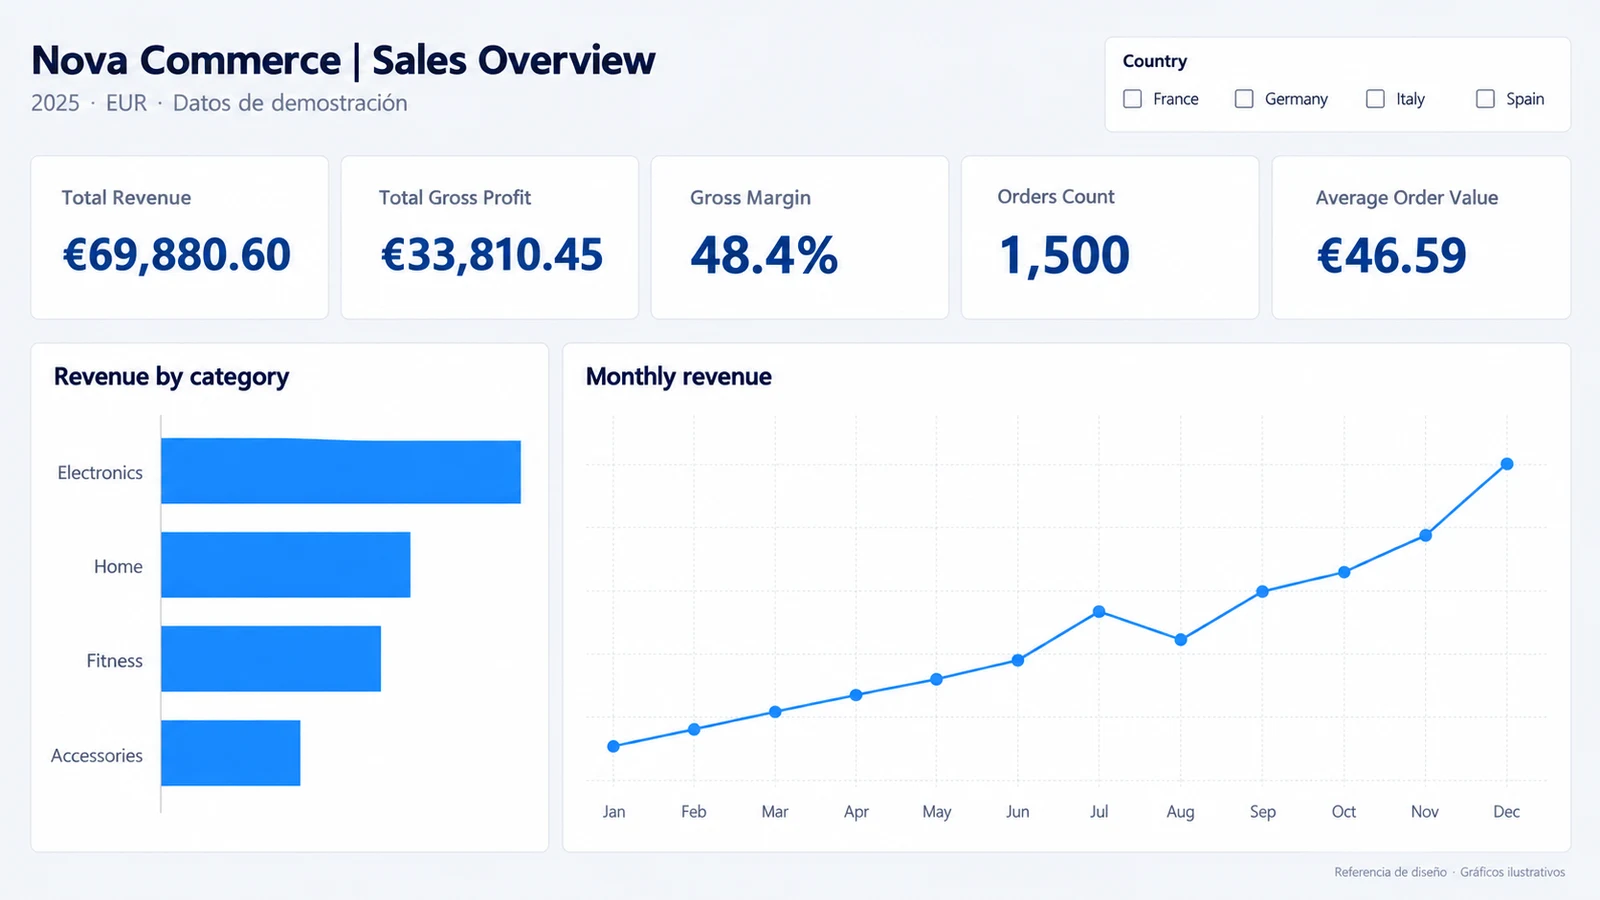 Nova Commerce | Sales Overview
2025 · EUR · Datos de demostración
Country
France Germany Italy Spain
Total Revenue
€69,880.60
Total Gross Profit
€33,810.45
Gross Margin
48.4%
Orders Count
1,500
Average Order Value
€46.59
Revenue by category
Electronics
Home
Fitness
Accessories
Monthly revenue
Jan Feb Mar Apr May Jun Jul Aug Sep Oct Nov Dec
Referencia de diseño · Gráficos ilustrativos